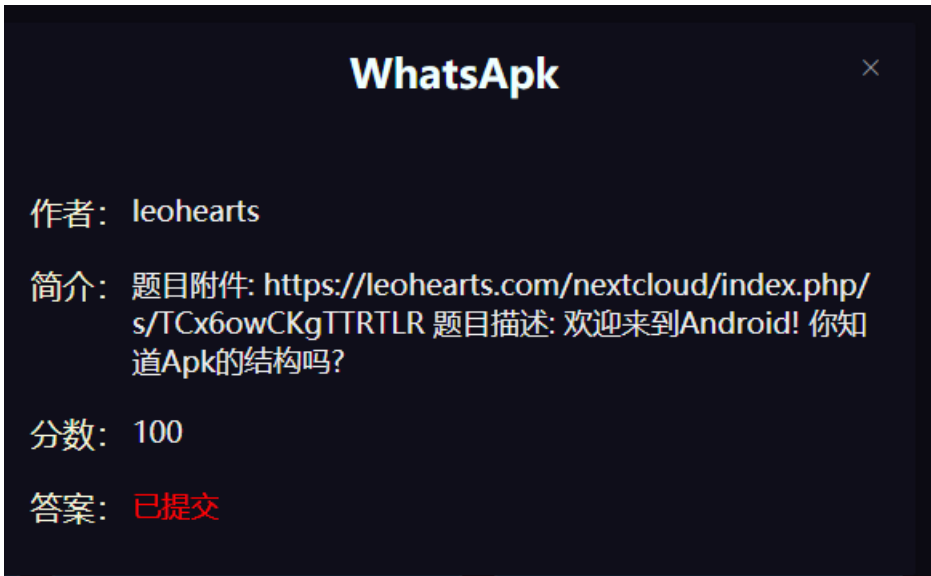 WhatsApk
作者： leohearts
简介： 题目附件: https://leohearts.com/nextcloud/index.php/
s/TCx6owCKgTTRTLR 题目描述: 欢迎来到Android! 你知
道Apk的结构吗?
分数： 100
答案： 已提交